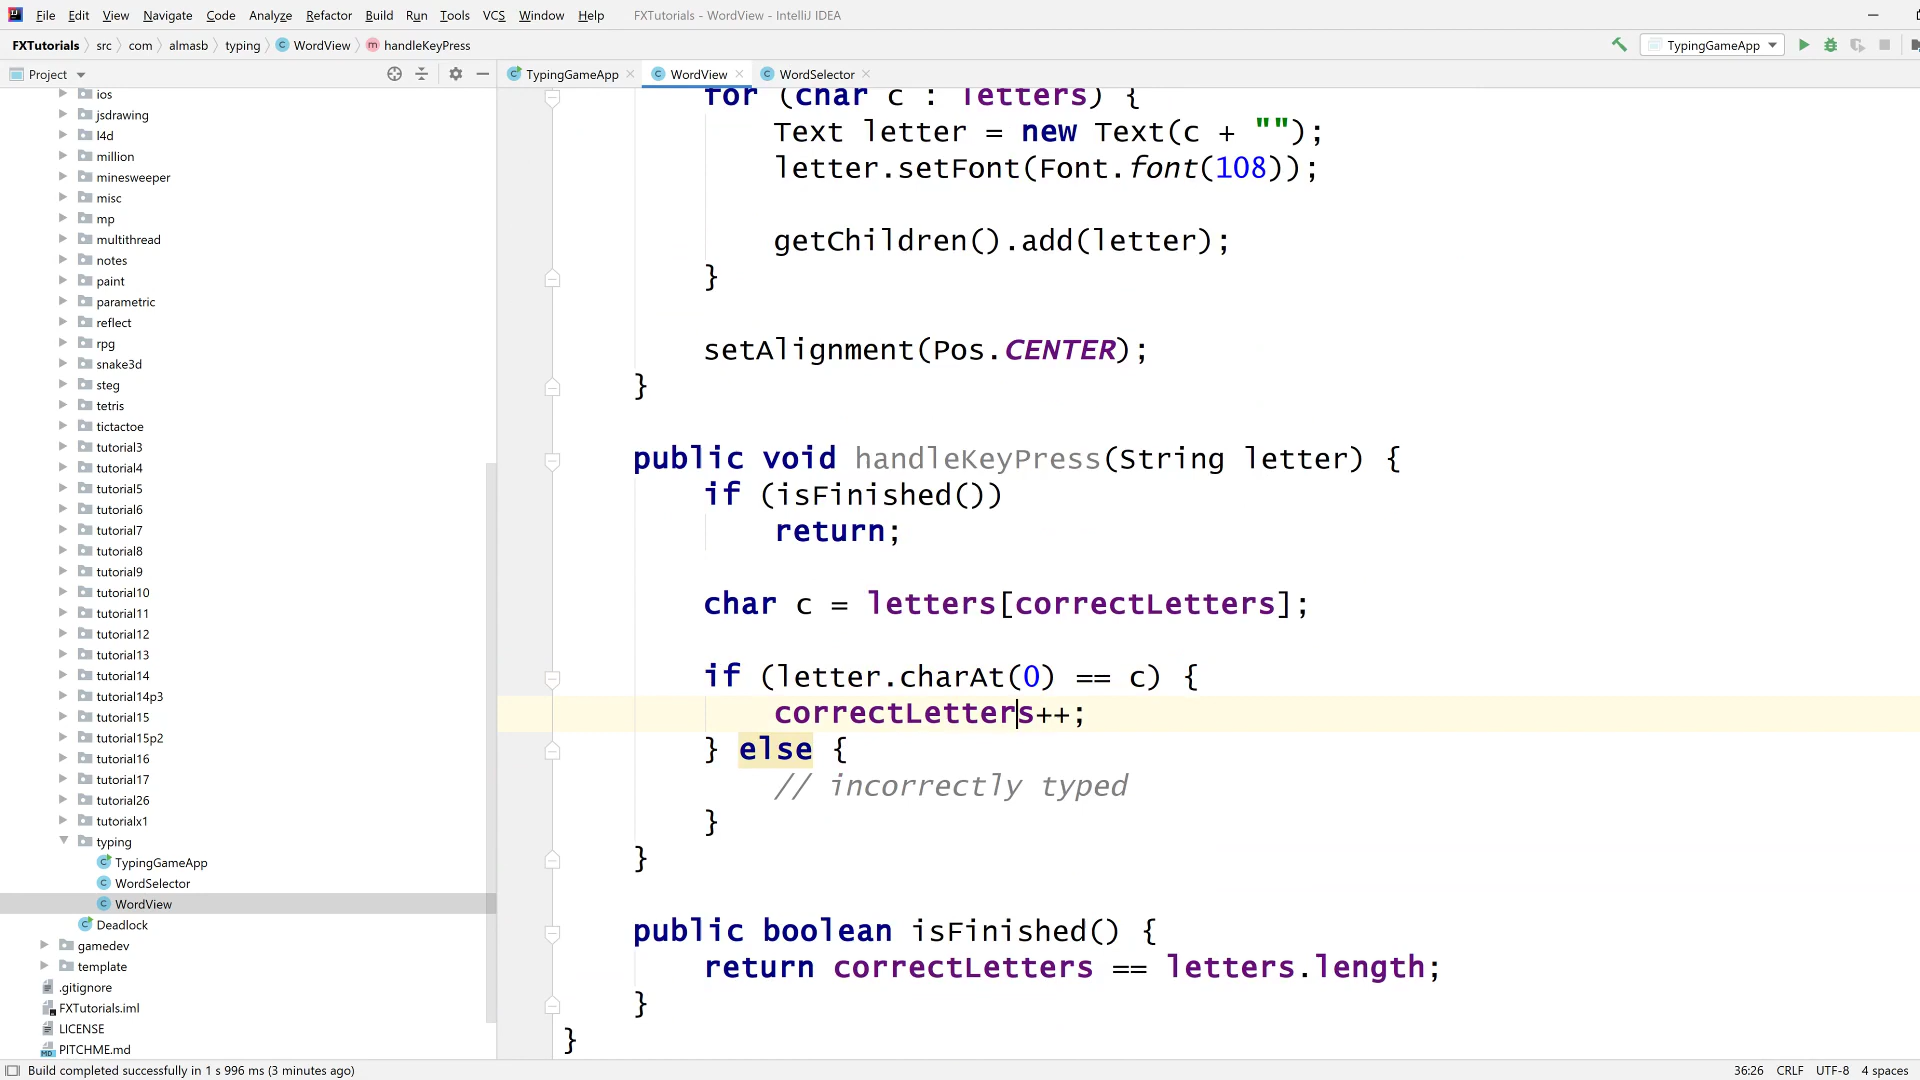 File Edit View Navigate Code Analyze Refactor Build Run Tools VCS Window Help FXTutorials - WordView - IntelliJ IDEA
FXTutorials src com almasb typing WordView handleKeyPress TypingGameApp
Project TypingGameApp WordView WordSelector
ios
jsdrawing
l4d
million
minesweeper
misc
mp
multithread
notes
paint
parametric
reflect
rpg
snake3d
steg
tetris
tictactoe
tutorial3
tutorial4
tutorial5
tutorial6
tutorial7
tutorial8
tutorial9
tutorial10
tutorial11
tutorial12
tutorial13
tutorial14
tutorial14p3
tutorial15
tutorial15p2
tutorial16
tutorial17
tutorial26
tutorialx1
typing
TypingGameApp
WordSelector
WordView
Deadlock
gamedev
template
.gitignore
FXTutorials.iml
LICENSE
PITCHME.md
for (char c : letters) {
Text letter = new Text(c + "");
letter.setFont(Font.font(108));
getChildren().add(letter);
}
setAlignment(Pos.CENTER);
}
public void handleKeyPress(String letter) {
if (isFinished())
return;
char c = letters[correctLetters];
if (letter.charAt(0) == c) {
correctLetters++;
} else {
// incorrectly typed
}
}
public boolean isFinished() {
return correctLetters == letters.length;
}
}
Build completed successfully in 1 s 996 ms (3 minutes ago) 36:26 CRLF UTF-8 4 spaces